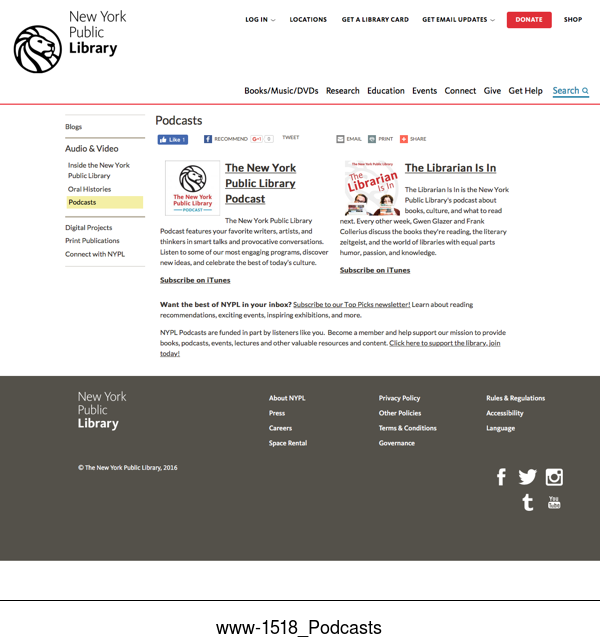 New York
Public
Library
LOG IN
LOCATIONS
GET A LIBRARY CARD
GET EMAIL UPDATES
DONATE
SHOP
Books/Music/DVDs Research Education Events Connect Give Get Help Search
Blogs
Audio & Video
Inside the New York
Public Library
Oral Histories
Podcasts
Digital Projects
Print Publications
Connect with NYPL
Podcasts
Like 1
RECOMMEND
G+1 0
TWEET
EMAIL
PRINT
SHARE
The New York Public Library
PODCAST
The New York
Public Library
Podcast
The New York Public Library
Podcast features your favorite writers, artists, and
thinkers in smart talks and provocative conversations.
Listen to some of our most engaging programs, discover
new ideas, and celebrate the best of today's culture.
Subscribe on iTunes
The New York Public Library
The
Librarian
Is In
The Librarian Is In
The Librarian Is In is the New York
Public Library's podcast about
books, culture, and what to read
next. Every other week, Gwen Glazer and Frank
Collerius discuss the books they're reading, the literary
zeitgeist, and the world of libraries with equal parts
humor, passion, and knowledge.
Subscribe on iTunes
Want the best of NYPL in your inbox? Subscribe to our Top Picks newsletter! Learn about reading
recommendations, exciting events, inspiring exhibitions, and more.
NYPL Podcasts are funded in part by listeners like you. Become a member and help support our mission to provide
books, podcasts, events, lectures and other valuable resources and content. Click here to support the library, join
today!
New York
Public
Library
© The New York Public Library, 2016
About NYPL
Press
Careers
Space Rental
Privacy Policy
Other Policies
Terms & Conditions
Governance
Rules & Regulations
Accessibility
Language
You
Tube
www-1518_Podcasts